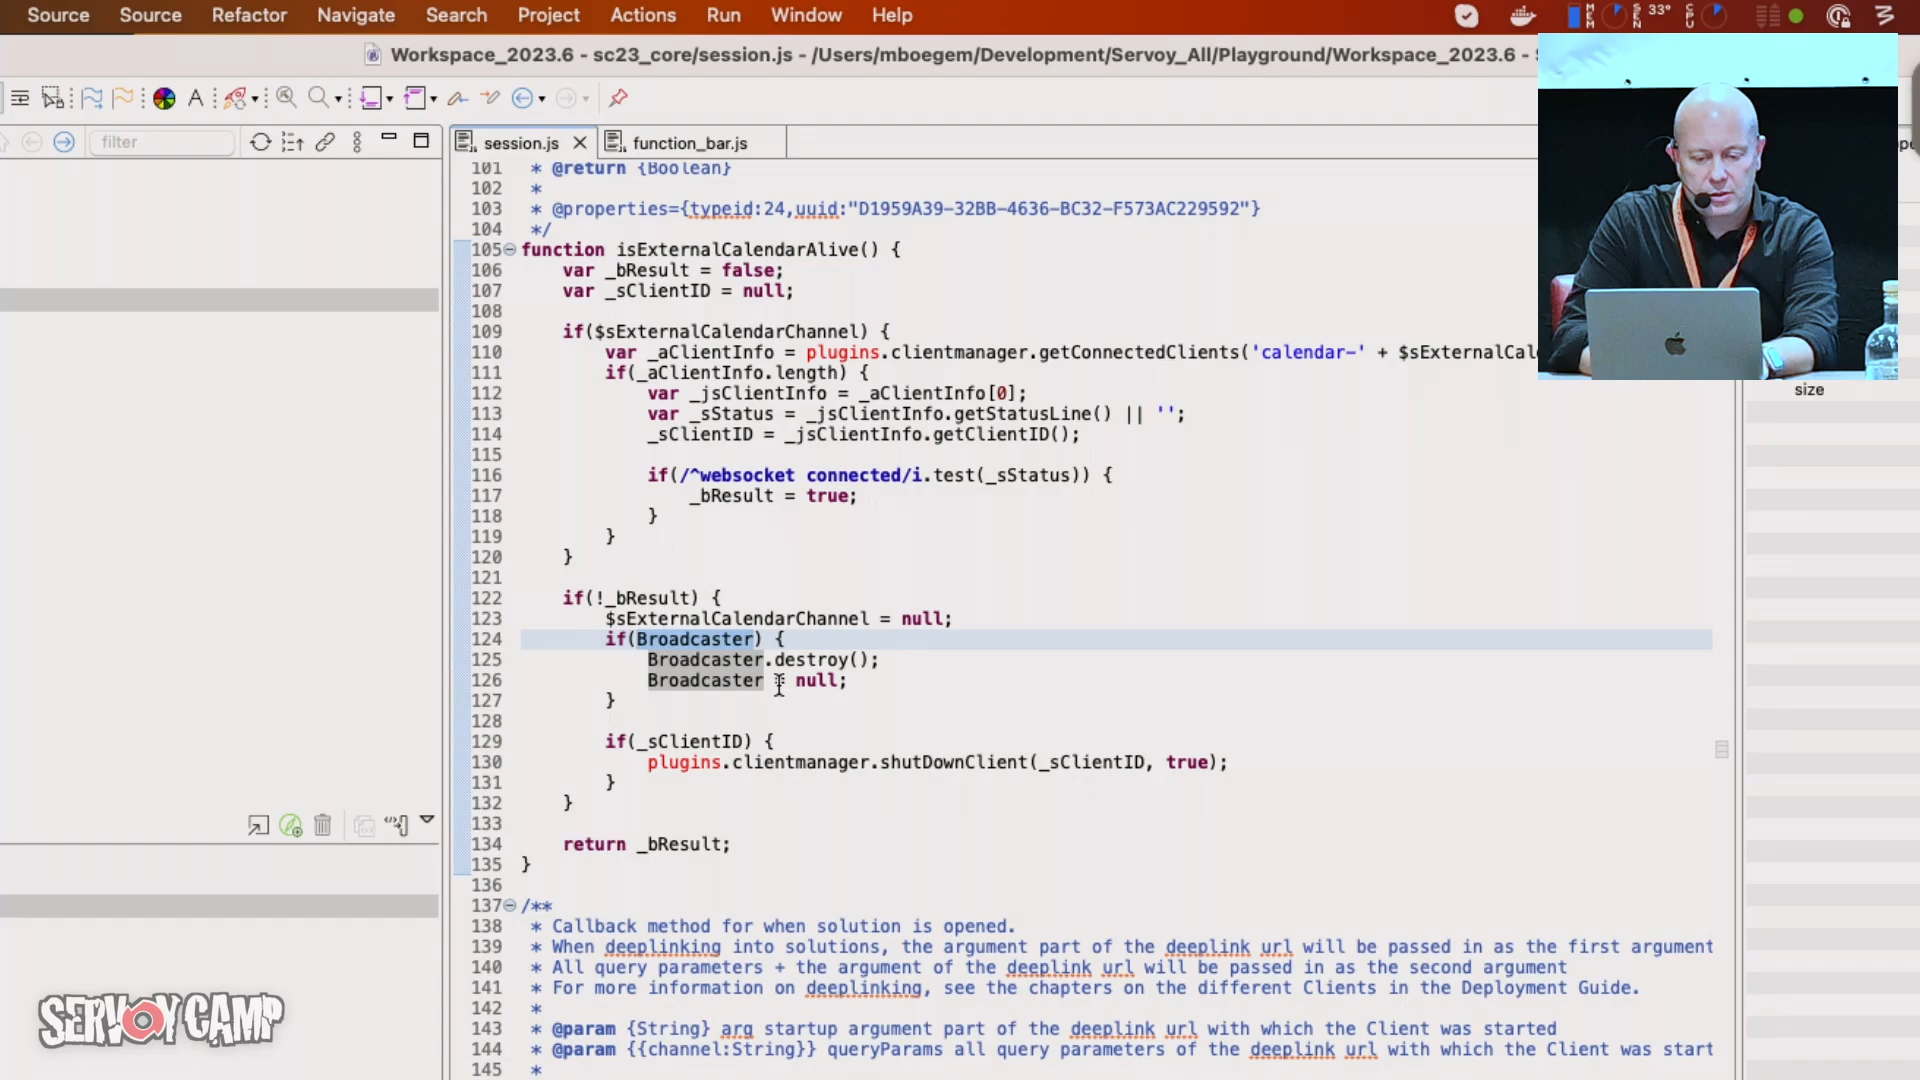 Source Source Refactor Navigate Search Project Actions Run Window Help
MEM SEN 33° CPU
Workspace_2023.6 - sc23_core/session.js - /Users/mboegem/Development/Servoy_All/Playground/Workspace_2023.6 -
filter
session.js function_bar.js
101 * @return {Boolean}
102 *
103 * @properties={typeid:24,uuid:"D1959A39-32BB-4636-BC32-F573AC229592"}
104 */
105 function isExternalCalendarAlive() {
106 var _bResult = false;
107 var _sClientID = null;
108
109 if($sExternalCalendarChannel) {
110 var _aClientInfo = plugins.clientmanager.getConnectedClients('calendar-' + $sExternalCal
111 if(_aClientInfo.length) {
112 var _jsClientInfo = _aClientInfo[0];
113 var _sStatus = _jsClientInfo.getStatusLine() || '';
114 _sClientID = _jsClientInfo.getClientID();
115
116 if(/^websocket connected/i.test(_sStatus)) {
117 _bResult = true;
118 }
119 }
120 }
121
122 if(!_bResult) {
123 $sExternalCalendarChannel = null;
124 if(Broadcaster) {
125 Broadcaster.destroy();
126 Broadcaster = null;
127 }
128
129 if(_sClientID) {
130 plugins.clientmanager.shutDownClient(_sClientID, true);
131 }
132 }
133
134 return _bResult;
135 }
136
137 /**
138 * Callback method for when solution is opened.
139 * When deeplinking into solutions, the argument part of the deeplink url will be passed in as the first argument
140 * All query parameters + the argument of the deeplink url will be passed in as the second argument
141 * For more information on deeplinking, see the chapters on the different Clients in the Deployment Guide.
142 *
143 * @param {String} arg startup argument part of the deeplink url with which the Client was started
144 * @param {{channel:String}} queryParams all query parameters of the deeplink url with which the Client was start
145 *
size
SERVOY CAMP